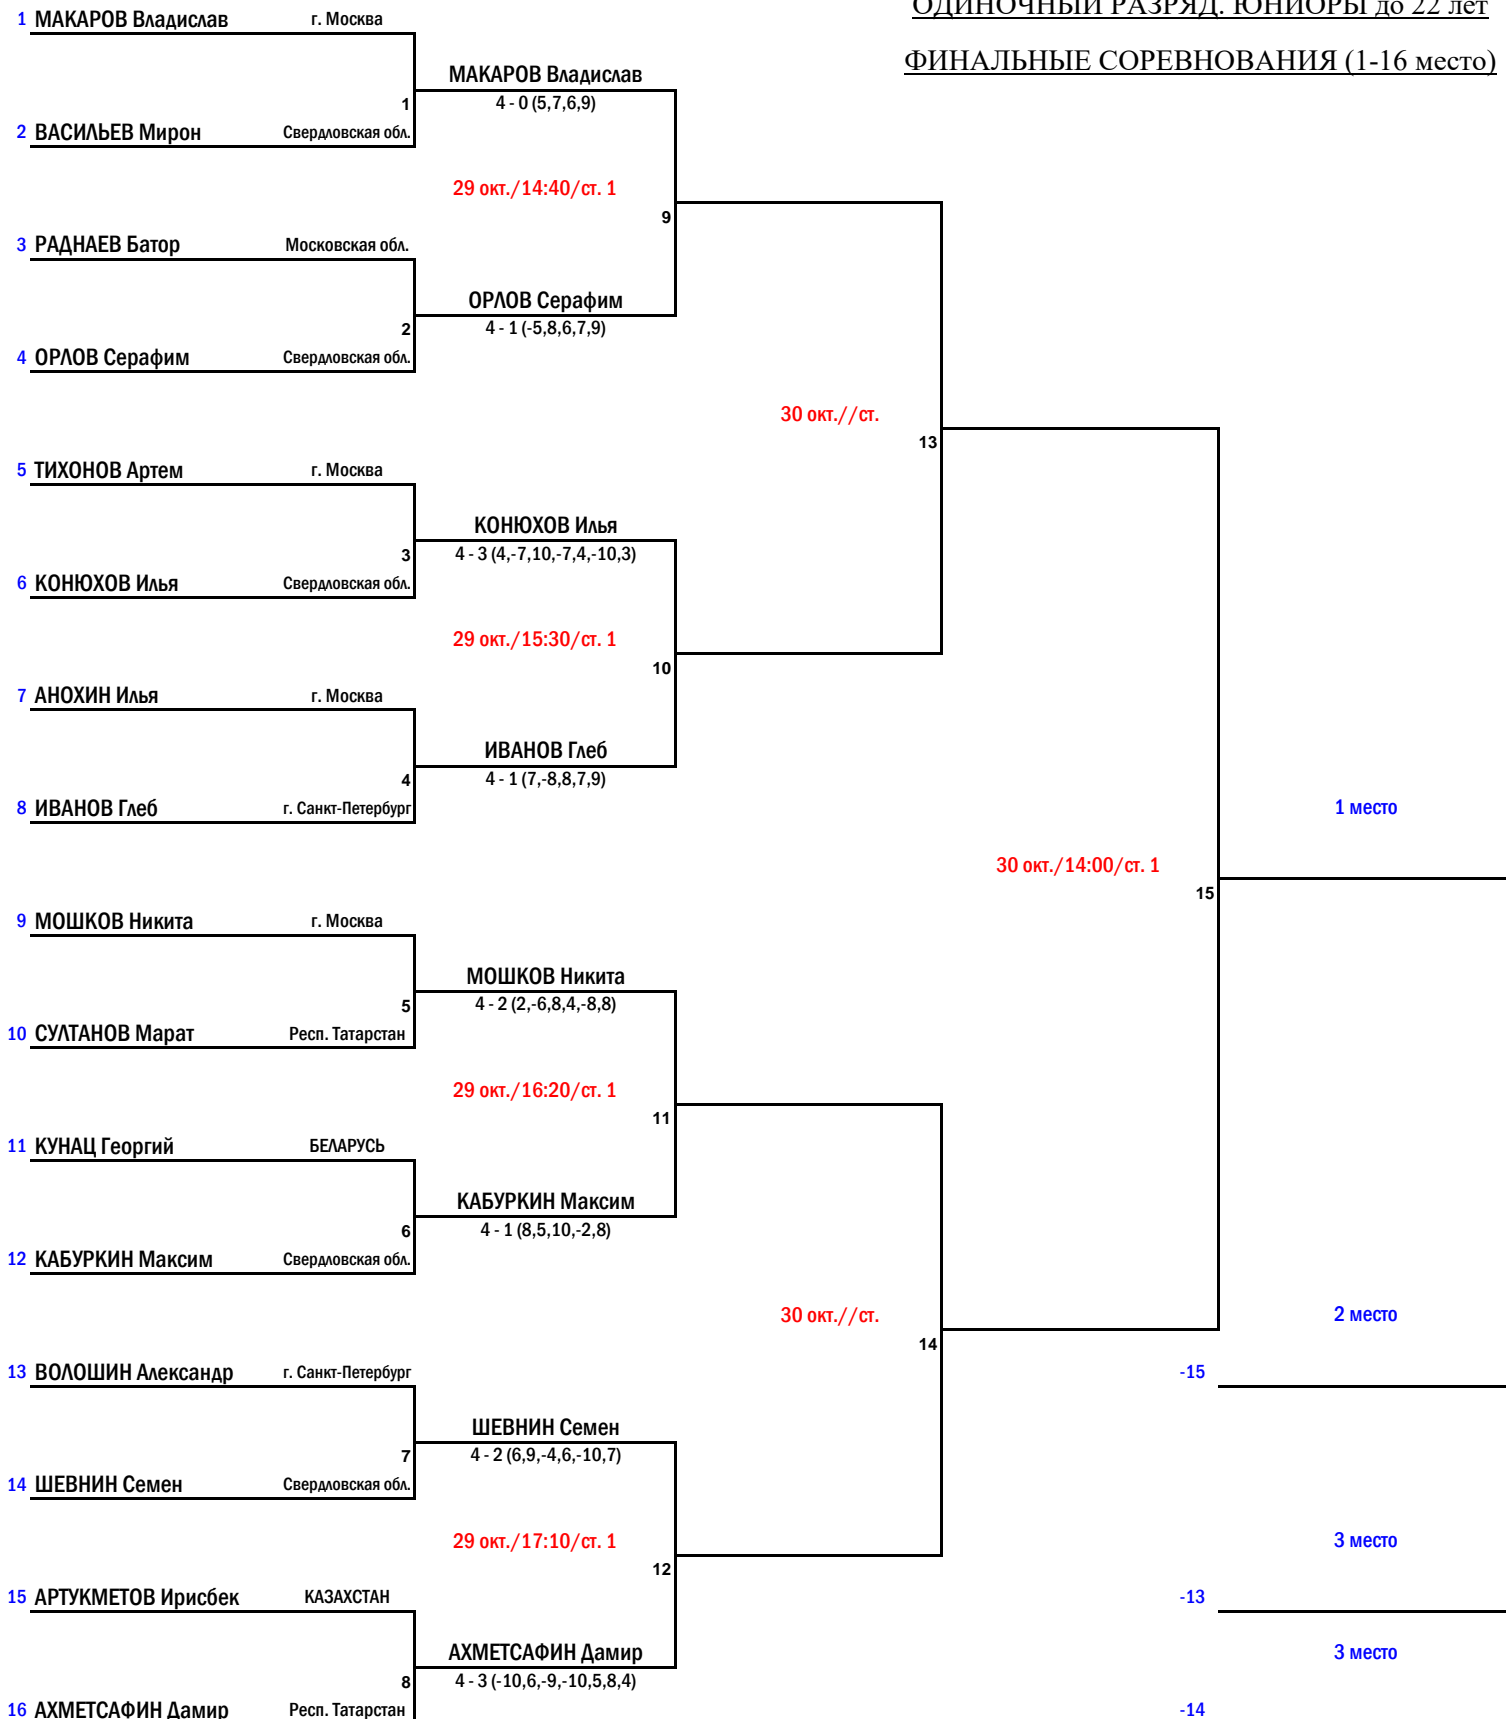 ОДИНОЧНЫЙ РАЗРЯД. ЮНИОРЫ до 22 лет
1 МАКАРОВ Владислав г. Москва
ФИНАЛЬНЫЕ СОРЕВНОВАНИЯ (1-16 место)
МАКАРОВ Владислав
1 4 - 0 (5,7,6,9)
2 ВАСИЛЬЕВ Мирон Свердловская обл.
29 окт./14:40/ст. 1
9
3 РАДНАЕВ Батор Московская обл.
ОРЛОВ Серафим
2 4 - 1 (-5,8,6,7,9)
4 ОРЛОВ Серафим Свердловская обл.
30 окт.//ст.
13
5 ТИХОНОВ Артем г. Москва
КОНЮХОВ Илья
3 4 - 3 (4,-7,10,-7,4,-10,3)
6 КОНЮХОВ Илья Свердловская обл.
29 окт./15:30/ст. 1
10
7 АНОХИН Илья г. Москва
ИВАНОВ Глеб
4 4 - 1 (7,-8,8,7,9)
8 ИВАНОВ Глеб г. Санкт-Петербург 1 место
30 окт./14:00/ст. 1
15
9 МОШКОВ Никита г. Москва
МОШКОВ Никита
5 4 - 2 (2,-6,8,4,-8,8)
10 СУЛТАНОВ Марат Респ. Татарстан
29 окт./16:20/ст. 1
11
11 КУНАЦ Георгий БЕЛАРУСЬ
КАБУРКИН Максим
6 4 - 1 (8,5,10,-2,8)
12 КАБУРКИН Максим Свердловская обл.
30 окт.//ст. 2 место
14
13 ВОЛОШИН Александр г. Санкт-Петербург -15
ШЕВНИН Семен
7 4 - 2 (6,9,-4,6,-10,7)
14 ШЕВНИН Семен Свердловская обл.
29 окт./17:10/ст. 1 3 место
12
15 АРТУКМЕТОВ Ирисбек КАЗАХСТАН -13
АХМЕТСАФИН Дамир 3 место
8 4 - 3 (-10,6,-9,-10,5,8,4)
16 АХМЕТСАФИН Дамир Респ. Татарстан -14